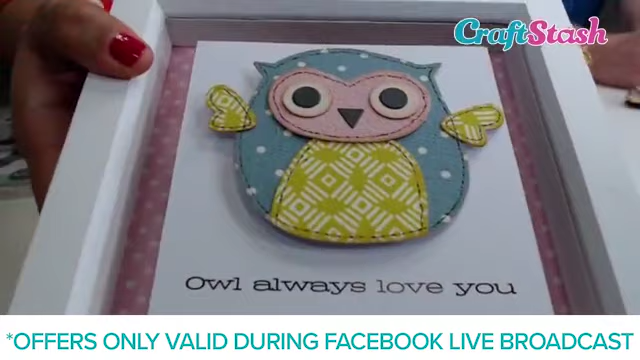 CraftStash
Owl always love you
*OFFERS ONLY VALID DURING FACEBOOK LIVE BROADCAST